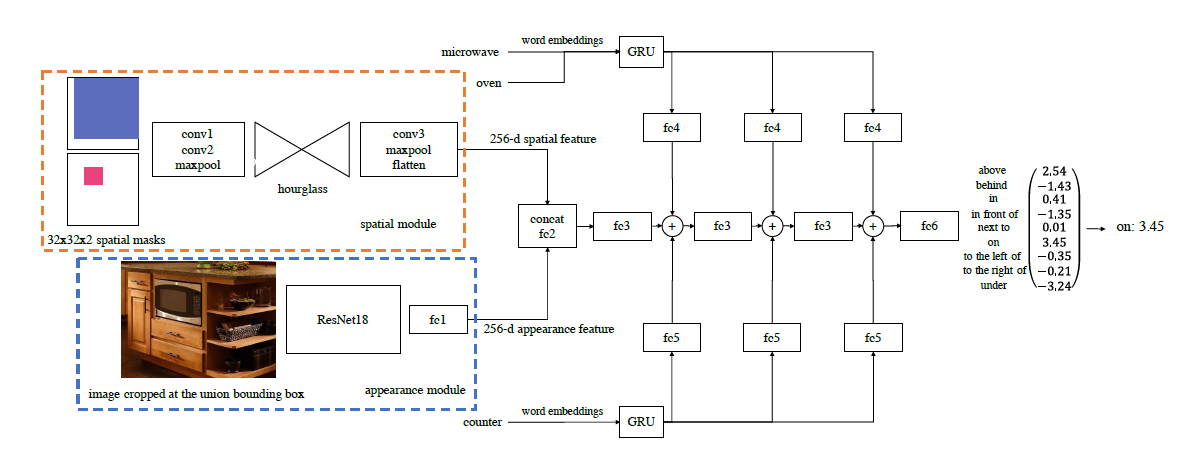 microwave
word embeddings
GRU
oven
conv1
conv2
maxpool
hourglass
conv3
maxpool
flatten
spatial module
32x32x2 spatial masks
256-d spatial feature
fc4
fc4
fc4
concat
fc2
fc3
+
fc3
+
fc3
+
fc6
above
behind
in
in front of
next to
on
to the left of
to the right of
under
2.54
−1.43
0.41
−1.35
0.01
3.45
−0.35
−0.21
−3.24
on: 3.45
ResNet18
fc1
256-d appearance feature
image cropped at the union bounding box
appearance module
fc5
fc5
fc5
counter
word embeddings
GRU